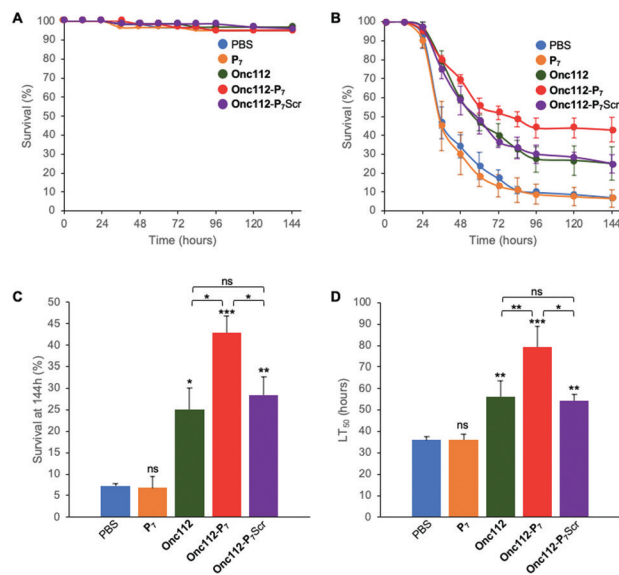 A
100
90
80
70
60
50
40
30
20
10
0
Survival (%)
0 24 48 72 96 120 144
Time (hours)
PBS
P₇
Onc112
Onc112-P₇
Onc112-P₇Scr
B
100
90
80
70
60
50
40
30
20
10
0
Survival (%)
0 24 48 72 96 120 144
Time (hours)
PBS
P₇
Onc112
Onc112-P₇
Onc112-P₇Scr
C
50
45
40
35
30
25
20
15
10
5
0
Survival at 144h (%)
ns
* *
***
**
*
ns
PBS P₇ Onc112 Onc112-P₇ Onc112-P₇Scr
D
100
90
80
70
60
50
40
30
20
10
0
LT₅₀ (hours)
ns
** *
***
** **
ns
PBS P₇ Onc112 Onc112-P₇ Onc112-P₇Scr